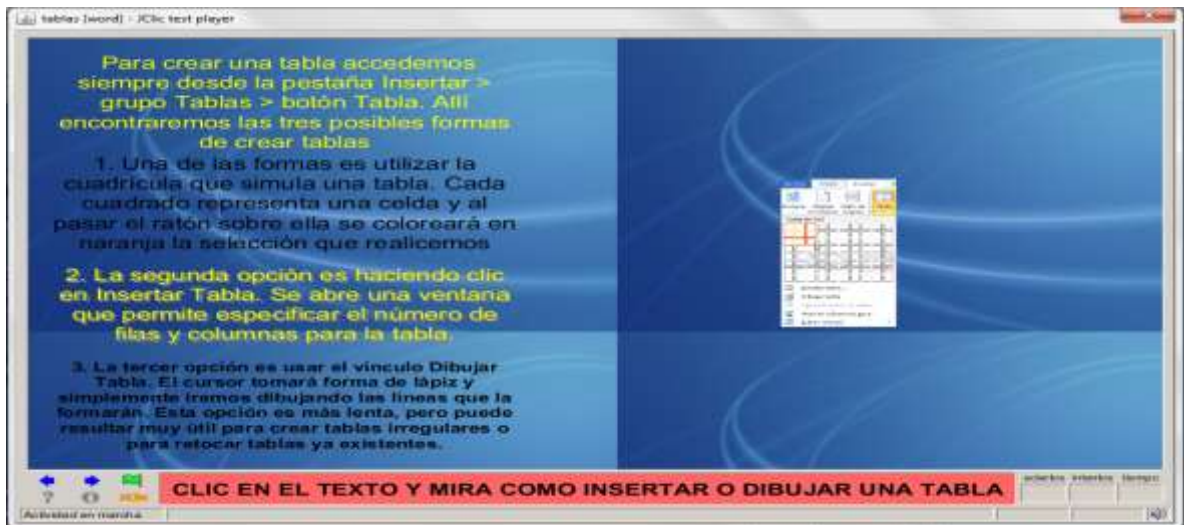 tablas [word] - JClic test player
Para crear una tabla accedemos
siempre desde la pestaña Insertar >
grupo Tablas > botón Tabla. Allí
encontraremos las tres posibles formas
de crear tablas
1. Una de las formas es utilizar la
cuadrícula que simula una tabla. Cada
cuadrado representa una celda y al
pasar el ratón sobre ella se coloreará en
naranja la selección que realicemos
2. La segunda opción es haciendo clic
en Insertar Tabla. Se abre una ventana
que permite especificar el número de
filas y columnas para la tabla.
3. La tercer opción es usar el vínculo Dibujar
Tabla. El cursor tomará forma de lápiz y
simplemente iremos dibujando las líneas que la
formarán. Esta opción es más lenta, pero puede
resultar muy útil para crear tablas irregulares o
para retocar tablas ya existentes.
CLIC EN EL TEXTO Y MIRA COMO INSERTAR O DIBUJAR UNA TABLA
aciertos intentos tiempo
Actividad en marcha